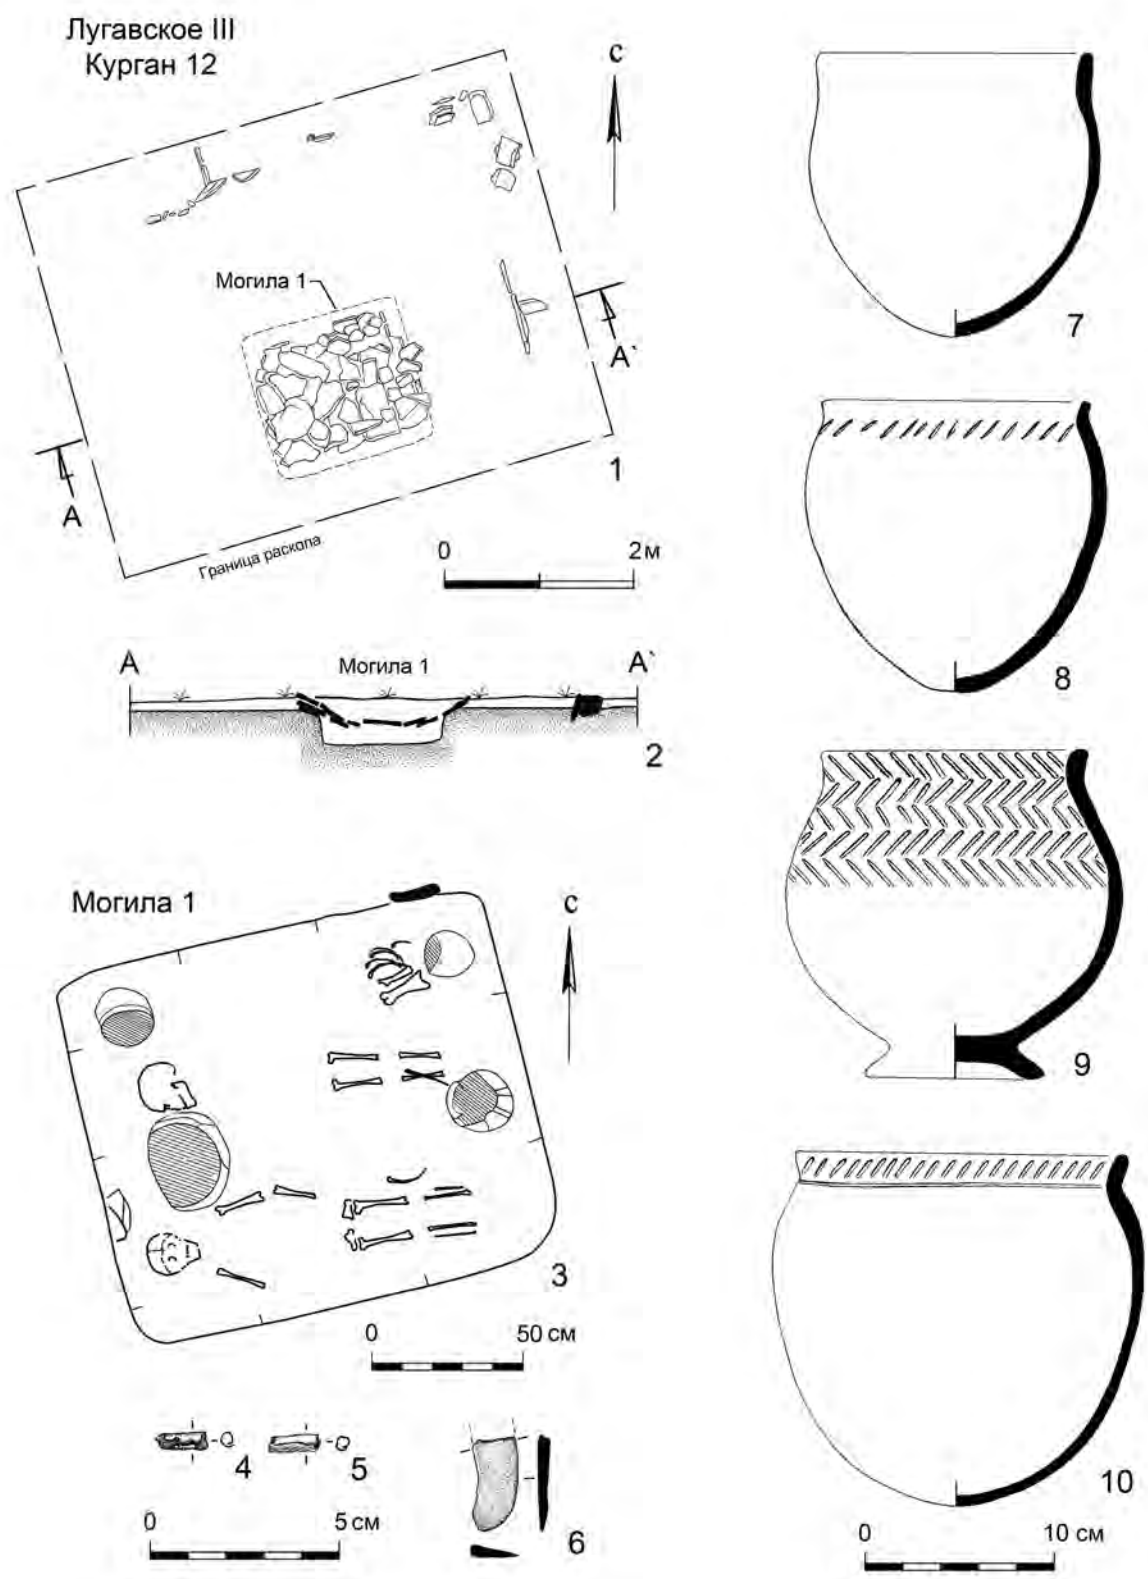 Лугавское III
Курган 12
С
Могила 1
А
А`
1
Граница раскопа
0 2 м
А Могила 1 А`
2
Могила 1
С
3
0 50 см
4
5
0 5 см
6
7
8
9
10
0 10 см